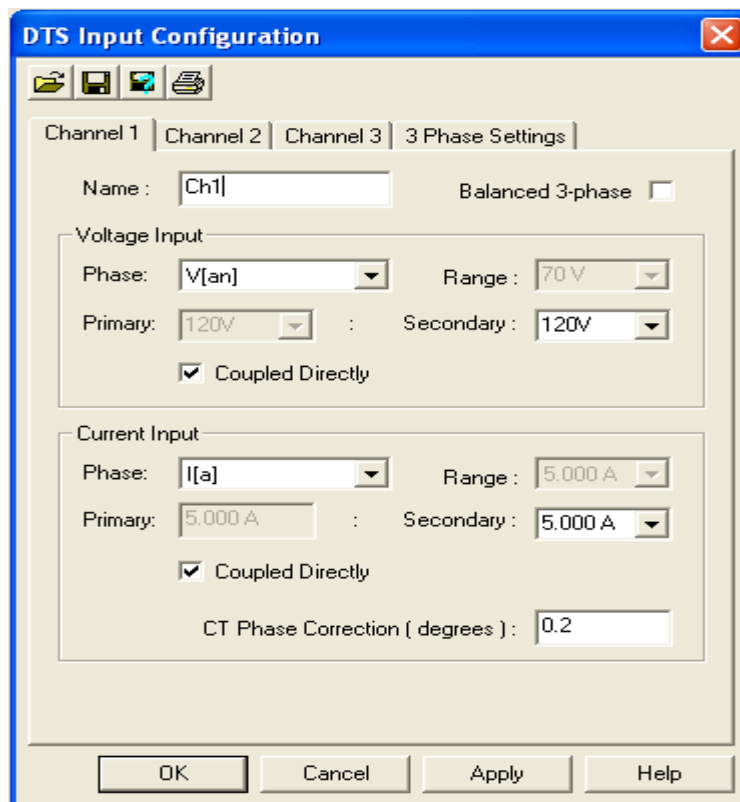 DTS Input Configuration
Channel 1 Channel 2 Channel 3 3 Phase Settings
Name : Ch1 Balanced 3-phase
Voltage Input
Phase: V[an] Range : 70 V
Primary: 120V : Secondary : 120V
Coupled Directly
Current Input
Phase: I[a] Range : 5.000 A
Primary: 5.000 A : Secondary : 5.000 A
Coupled Directly
CT Phase Correction ( degrees ) : 0.2
OK Cancel Apply Help